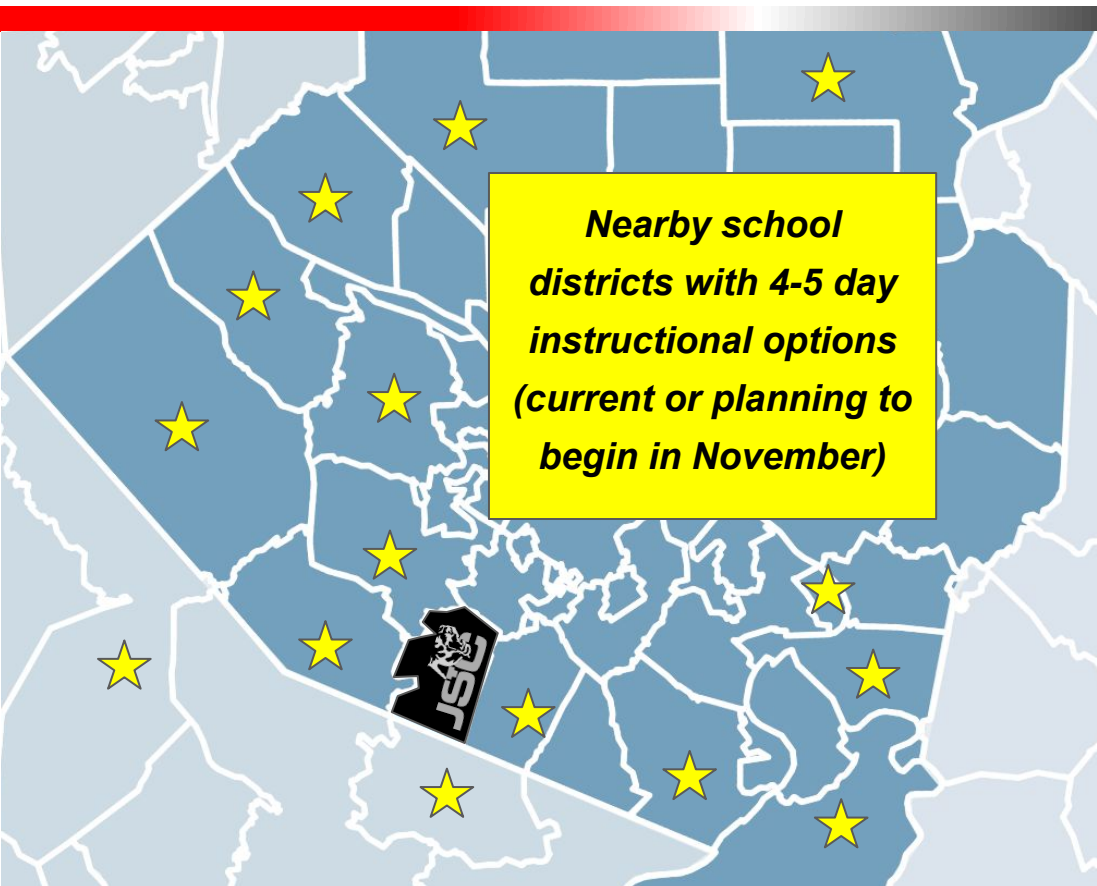 Nearby school
districts with 4-5 day
instructional options
(current or planning to
begin in November)
JSC